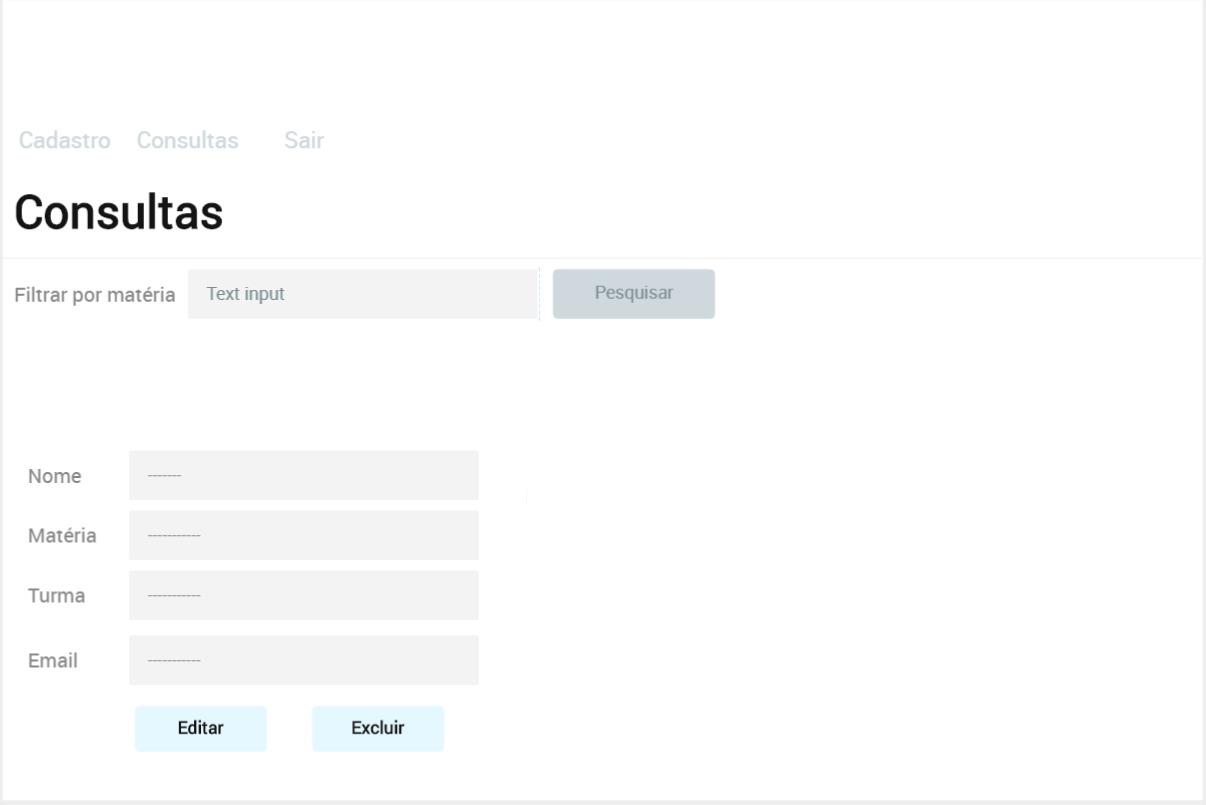 Cadastro Consultas Sair
Consultas
Filtrar por matéria Text input Pesquisar
Nome -------
Matéria -----------
Turma -----------
Email -----------
Editar Excluir